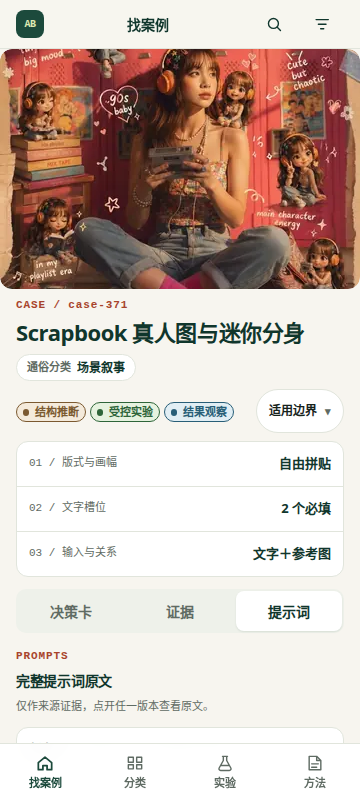 AB
找案例
big mood
Cute
but
chaotic
90s
baby
MIX TAPE
main character
energy
in my
playlist era
CASE / case-371
Scrapbook 真人图与迷你分身
通俗分类 场景叙事
结构推断 受控实验 结果观察 适用边界 ▾
01 / 版式与画幅 自由拼贴
02 / 文字槽位 2 个必填
03 / 输入与关系 文字＋参考图
决策卡 证据 提示词
PROMPTS
完整提示词原文
仅作来源证据，点开任一版本查看原文。
找案例 分类 实验 方法